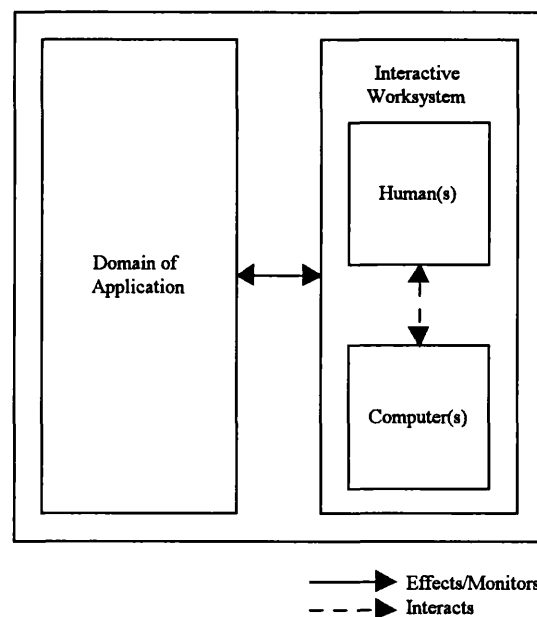 Interactive
Worksystem
Human(s)
Domain of
Application
Computer(s)
Effects/Monitors
Interacts